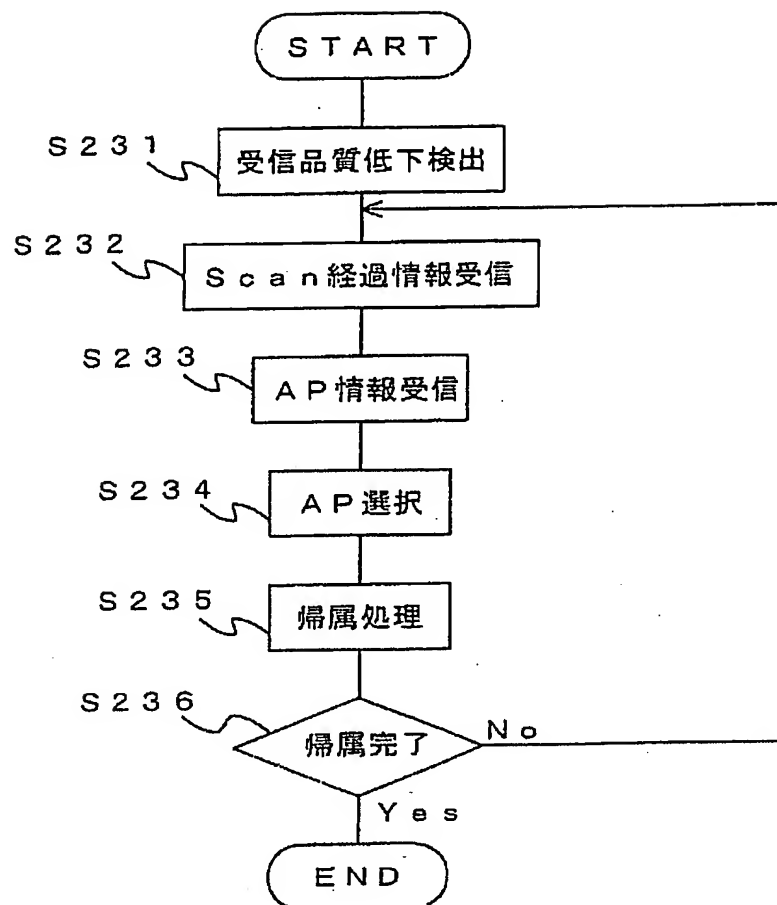 START
S231
受信品質低下検出
S232
Scan経過情報受信
S233
AP情報受信
S234
AP選択
S235
帰属処理
S236
帰属完了
No
Yes
END